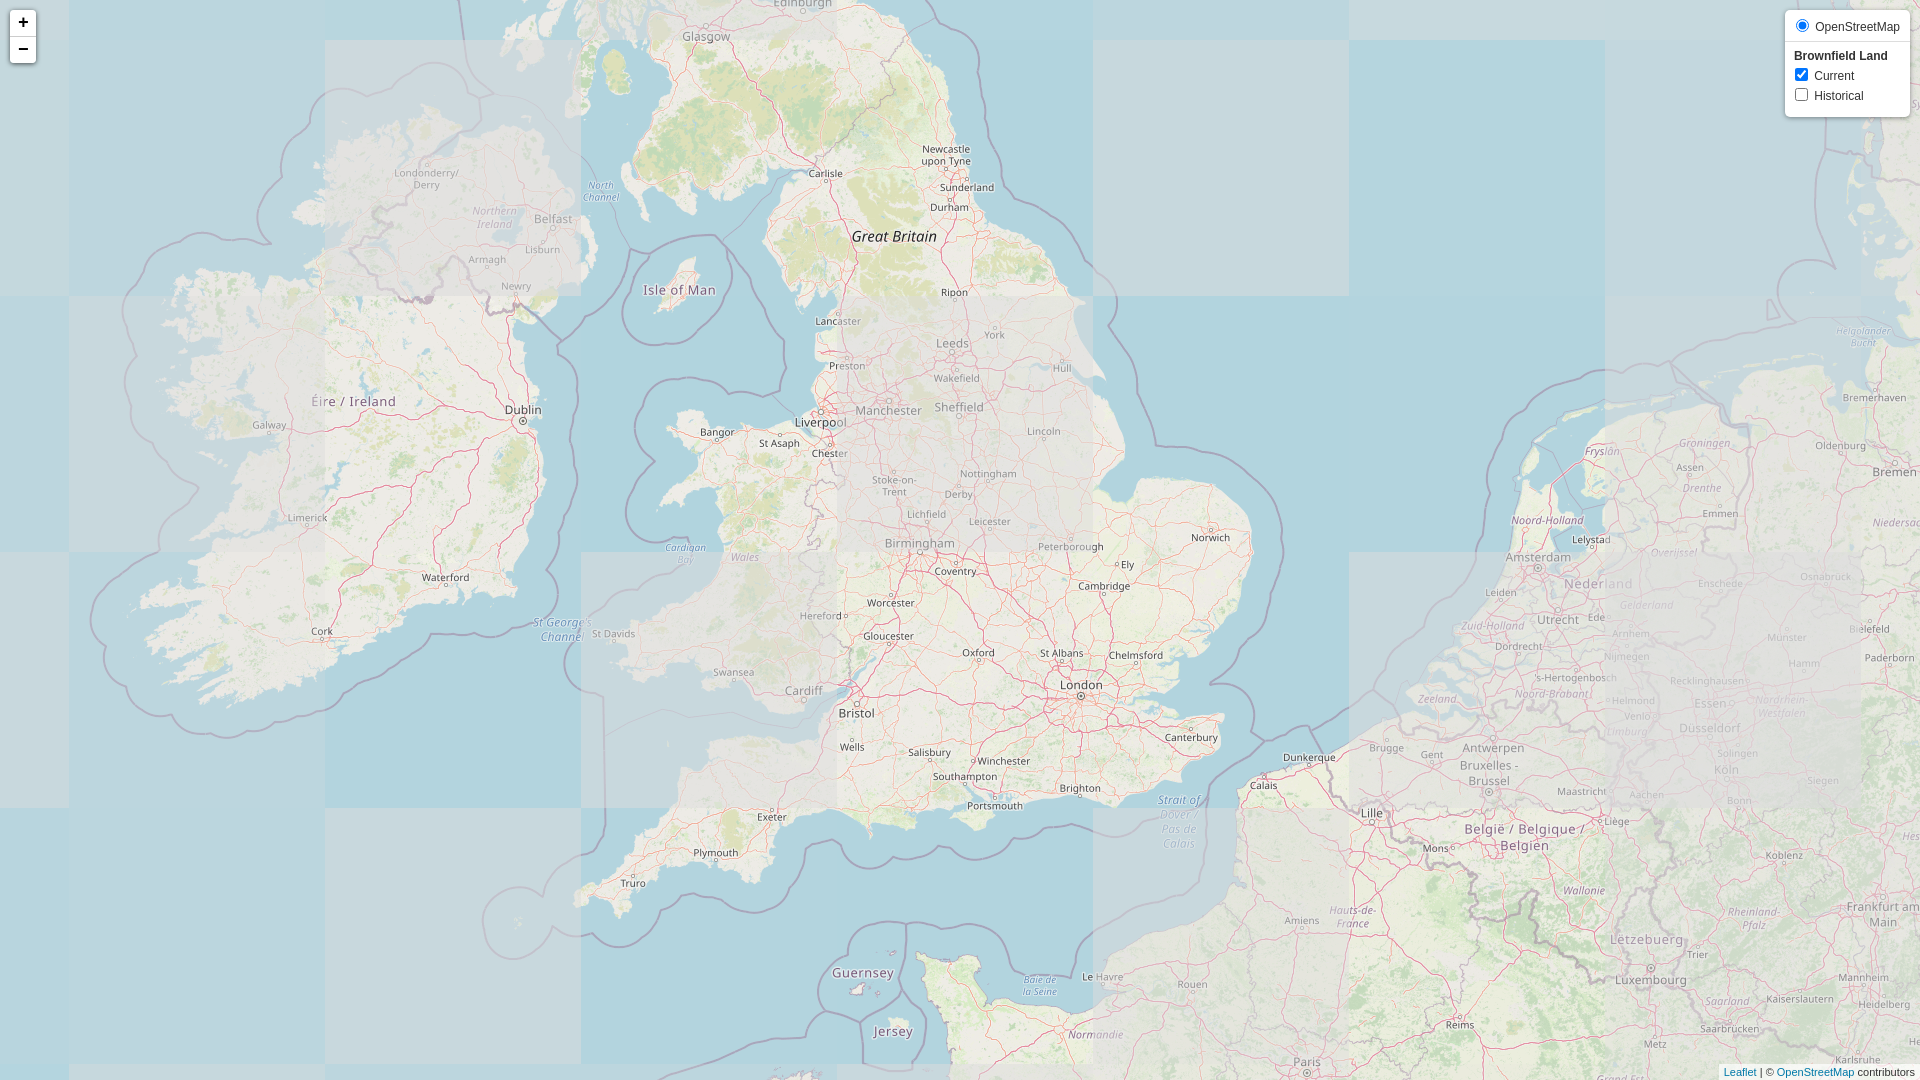 +
−
OpenStreetMap
Brownfield Land
Current
Historical
Edinburgh
Glasgow
Newcastle
upon Tyne
Londonderry/
Derry
Carlisle
North
Channel
Sunderland
Durham
Northern
Ireland
Belfast
Great Britain
Lisburn
Armagh
Newry
Isle of Man
Ripon
Lancaster
York
Leeds
Helgoländer
Bucht
Preston
Hull
Wakefield
Bremerhaven
Éire / Ireland
Dublin
Manchester
Sheffield
Galway
Liverpool
Bangor
St Asaph
Lincoln
Groningen
Oldenburg
Chester
Fryslân
Assen
Bremen
Stoke-on-
Trent
Nottingham
Derby
Drenthe
Limerick
Lichfield
Leicester
Emmen
Noord-Holland
Niedersac
Norwich
Birmingham
Peterborough
Lelystad
Cardigan
Bay
Wales
Amsterdam
Overijssel
Coventry
Ely
Waterford
Cambridge
Nederland
Enschede
Osnabrück
Leiden
Worcester
Gelderland
Hereford
Utrecht
Ede
St George's
Channel
Cork
St Davids
Gloucester
Zuid-Holland
Arnhem
Münster
Bielefeld
Dordrecht
Oxford
St Albans
Chelmsford
Nijmegen
Hamm
Paderborn
Swansea
's-Hertogenbosch
Recklinghausen
London
Cardiff
Zeeland
Noord-Brabant
Helmond
Essen
Nordrhein-
Westfalen
Bristol
Venlo
Limburg
Düsseldorf
Canterbury
Wells
Salisbury
Winchester
Dunkerque
Brugge
Gent
Antwerpen
Solingen
Bruxelles -
Brussel
Köln
Southampton
Calais
Maastricht
Aachen
Siegen
Brighton
Portsmouth
Strait of
Dover /
Pas de
Calais
Bonn
Exeter
Lille
Liège
België / Belgique /
Belgien
Hes
Mons
Plymouth
Koblenz
Truro
Wallonie
Hauts-de-
France
Amiens
Rheinland-
Pfalz
Frankfurt am
Main
Lëtzebuerg
Trier
Guernsey
Le Havre
Baie de
la Seine
Rouen
Luxembourg
Mannheim
Saarland
Kaiserslautern
Heidelberg
Jersey
Normandie
Reims
Saarbrücken
Metz
Paris
Karlsruhe
Grand Est
Leaflet | © OpenStreetMap contributors